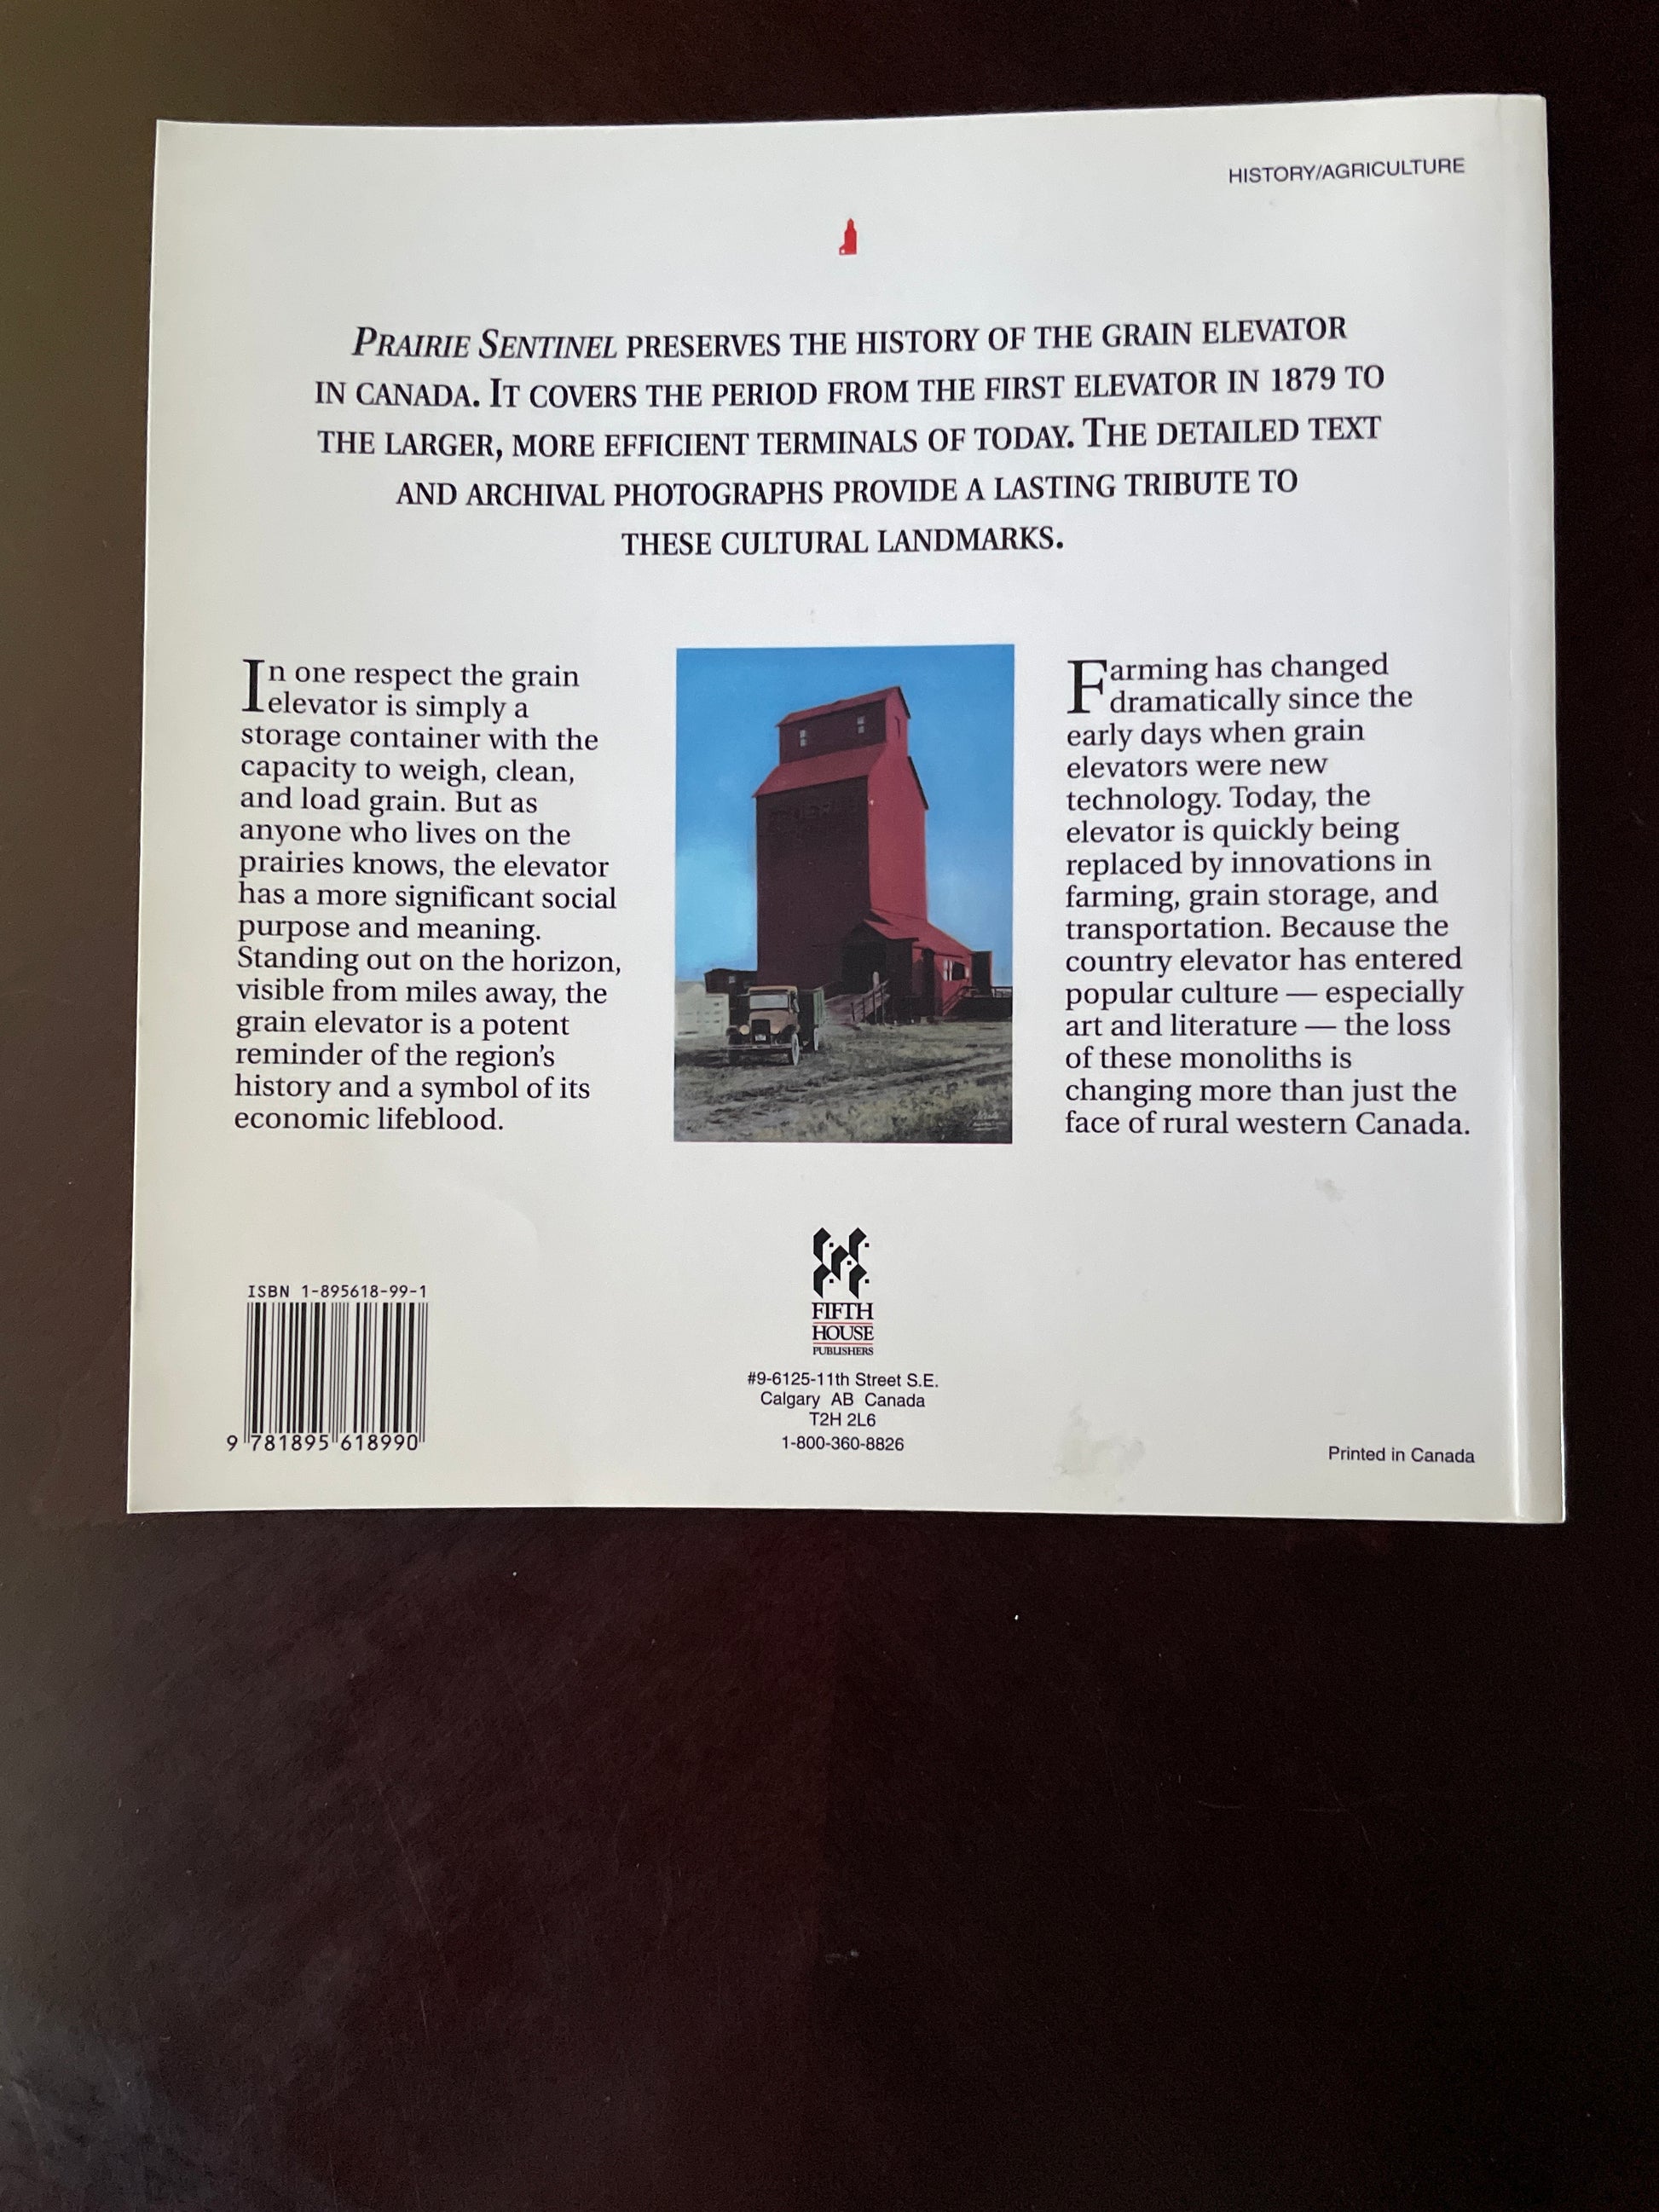 HISTORY/AGRICULTURE
PRAIRIE SENTINEL PRESERVES THE HISTORY OF THE GRAIN ELEVATOR
IN CANADA. IT COVERS THE PERIOD FROM THE FIRST ELEVATOR IN 1879 TO
THE LARGER, MORE EFFICIENT TERMINALS OF TODAY. THE DETAILED TEXT
AND ARCHIVAL PHOTOGRAPHS PROVIDE A LASTING TRIBUTE TO
THESE CULTURAL LANDMARKS.
In one respect the grain
elevator is simply a
storage container with the
capacity to weigh, clean,
and load grain. But as
anyone who lives on the
prairies knows, the elevator
has a more significant social
purpose and meaning.
Standing out on the horizon,
visible from miles away, the
grain elevator is a potent
reminder of the region's
history and a symbol of its
economic lifeblood.
Farming has changed
dramatically since the
early days when grain
elevators were new
technology. Today, the
elevator is quickly being
replaced by innovations in
farming, grain storage, and
transportation. Because the
country elevator has entered
popular culture — especially
art and literature — the loss
of these monoliths is
changing more than just the
face of rural western Canada.
ISBN 1-895618-99-1
9 781895 618990
FIFTH
HOUSE
PUBLISHERS
#9-6125-11th Street S.E.
Calgary AB Canada
T2H 2L6
1-800-360-8826
Printed in Canada